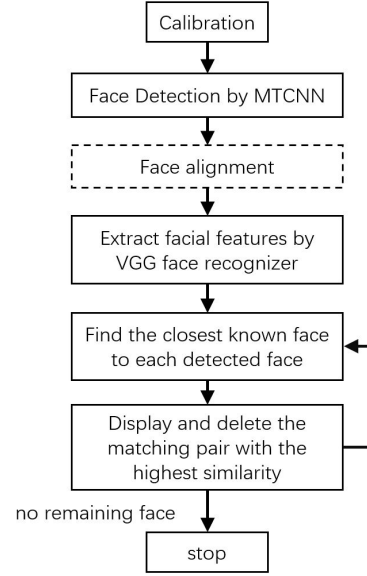 Calibration
Face Detection by MTCNN
Face alignment
Extract facial features by
VGG face recognizer
Find the closest known face
to each detected face
Display and delete the
matching pair with the
highest similarity
no remaining face
stop